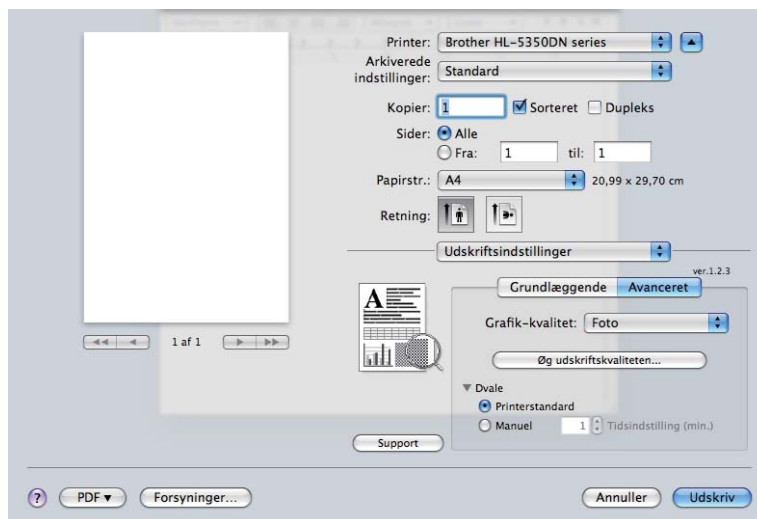 Printer: Brother HL-5350DN series
Arkiverede
indstillinger: Standard
Kopier: 1 Sorteret Dupleks
Sider: Alle
Fra: 1 til: 1
Papirstr.: A4 20,99 x 29,70 cm
Retning:
Udskriftsindstillinger
ver.1.2.3
Grundlæggende Avanceret
A
Grafik-kvalitet: Foto
1 af 1
Øg udskriftskvaliteten...
Dvale
Printerstandard
Manuel 1 Tidsindstilling (min.)
Support
? PDF Forsyninger... Annuller Udskriv